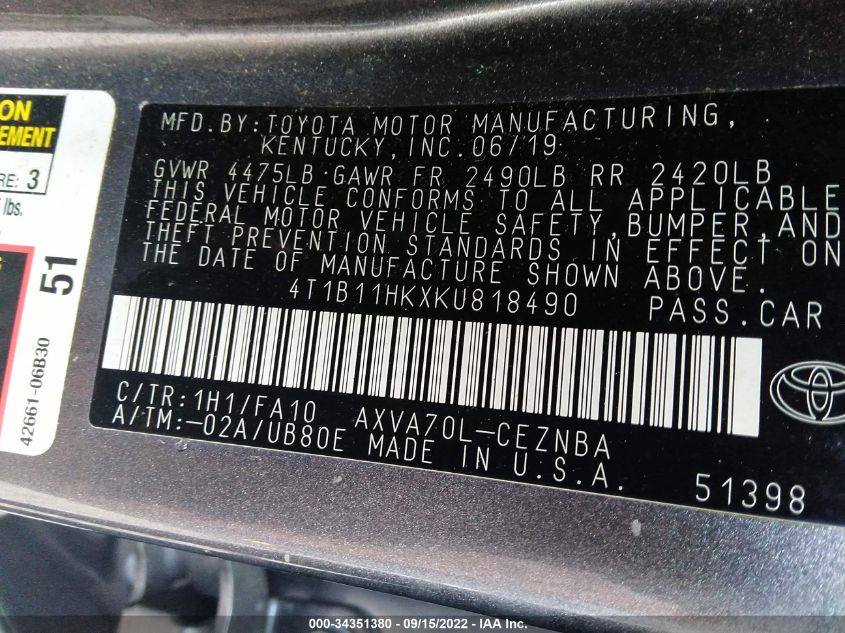 ON
EMENT
RE: 3
lbs.
51
42661-06B30
MFD.BY:TOYOTA MOTOR MANUFACTURING,
KENTUCKY,INC.06/19
GVWR 4475LB GAWR FR 2490LB RR 2420LB
THIS VEHICLE CONFORMS TO ALL APPLICABLE
FEDERAL MOTOR VEHICLE SAFETY,BUMPER,AND
THEFT PREVENTION STANDARDS IN EFFECT ON
THE DATE OF MANUFACTURE SHOWN ABOVE.
4T1B11HKXKU818490 PASS.CAR
C/TR:1H1/FA10 AXVA70L-CEZNBA
A/TM:-02A/UB80E MADE IN U.S.A.
51398
000-34351380 - 09/15/2022 - IAA Inc.